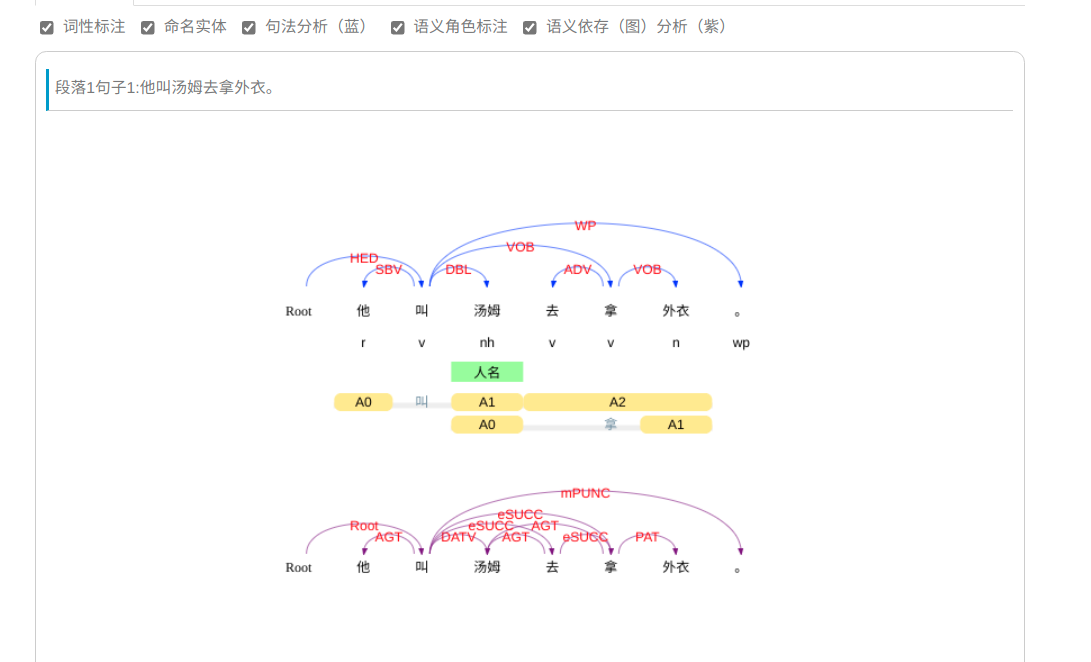 词性标注 命名实体 句法分析（蓝） 语义角色标注 语义依存（图）分析（紫）
段落1句子1:他叫汤姆去拿外衣。
WP
VOB
HED
SBV DBL ADV VOB
Root 他 叫 汤姆 去 拿 外衣 。
r v nh v v n wp
人名
A0 叫 A1 A2
A0 拿 A1
mPUNC
eSUCC
Root eSUCC AGT
AGT DATV AGT eSUCC PAT
Root 他 叫 汤姆 去 拿 外衣 。